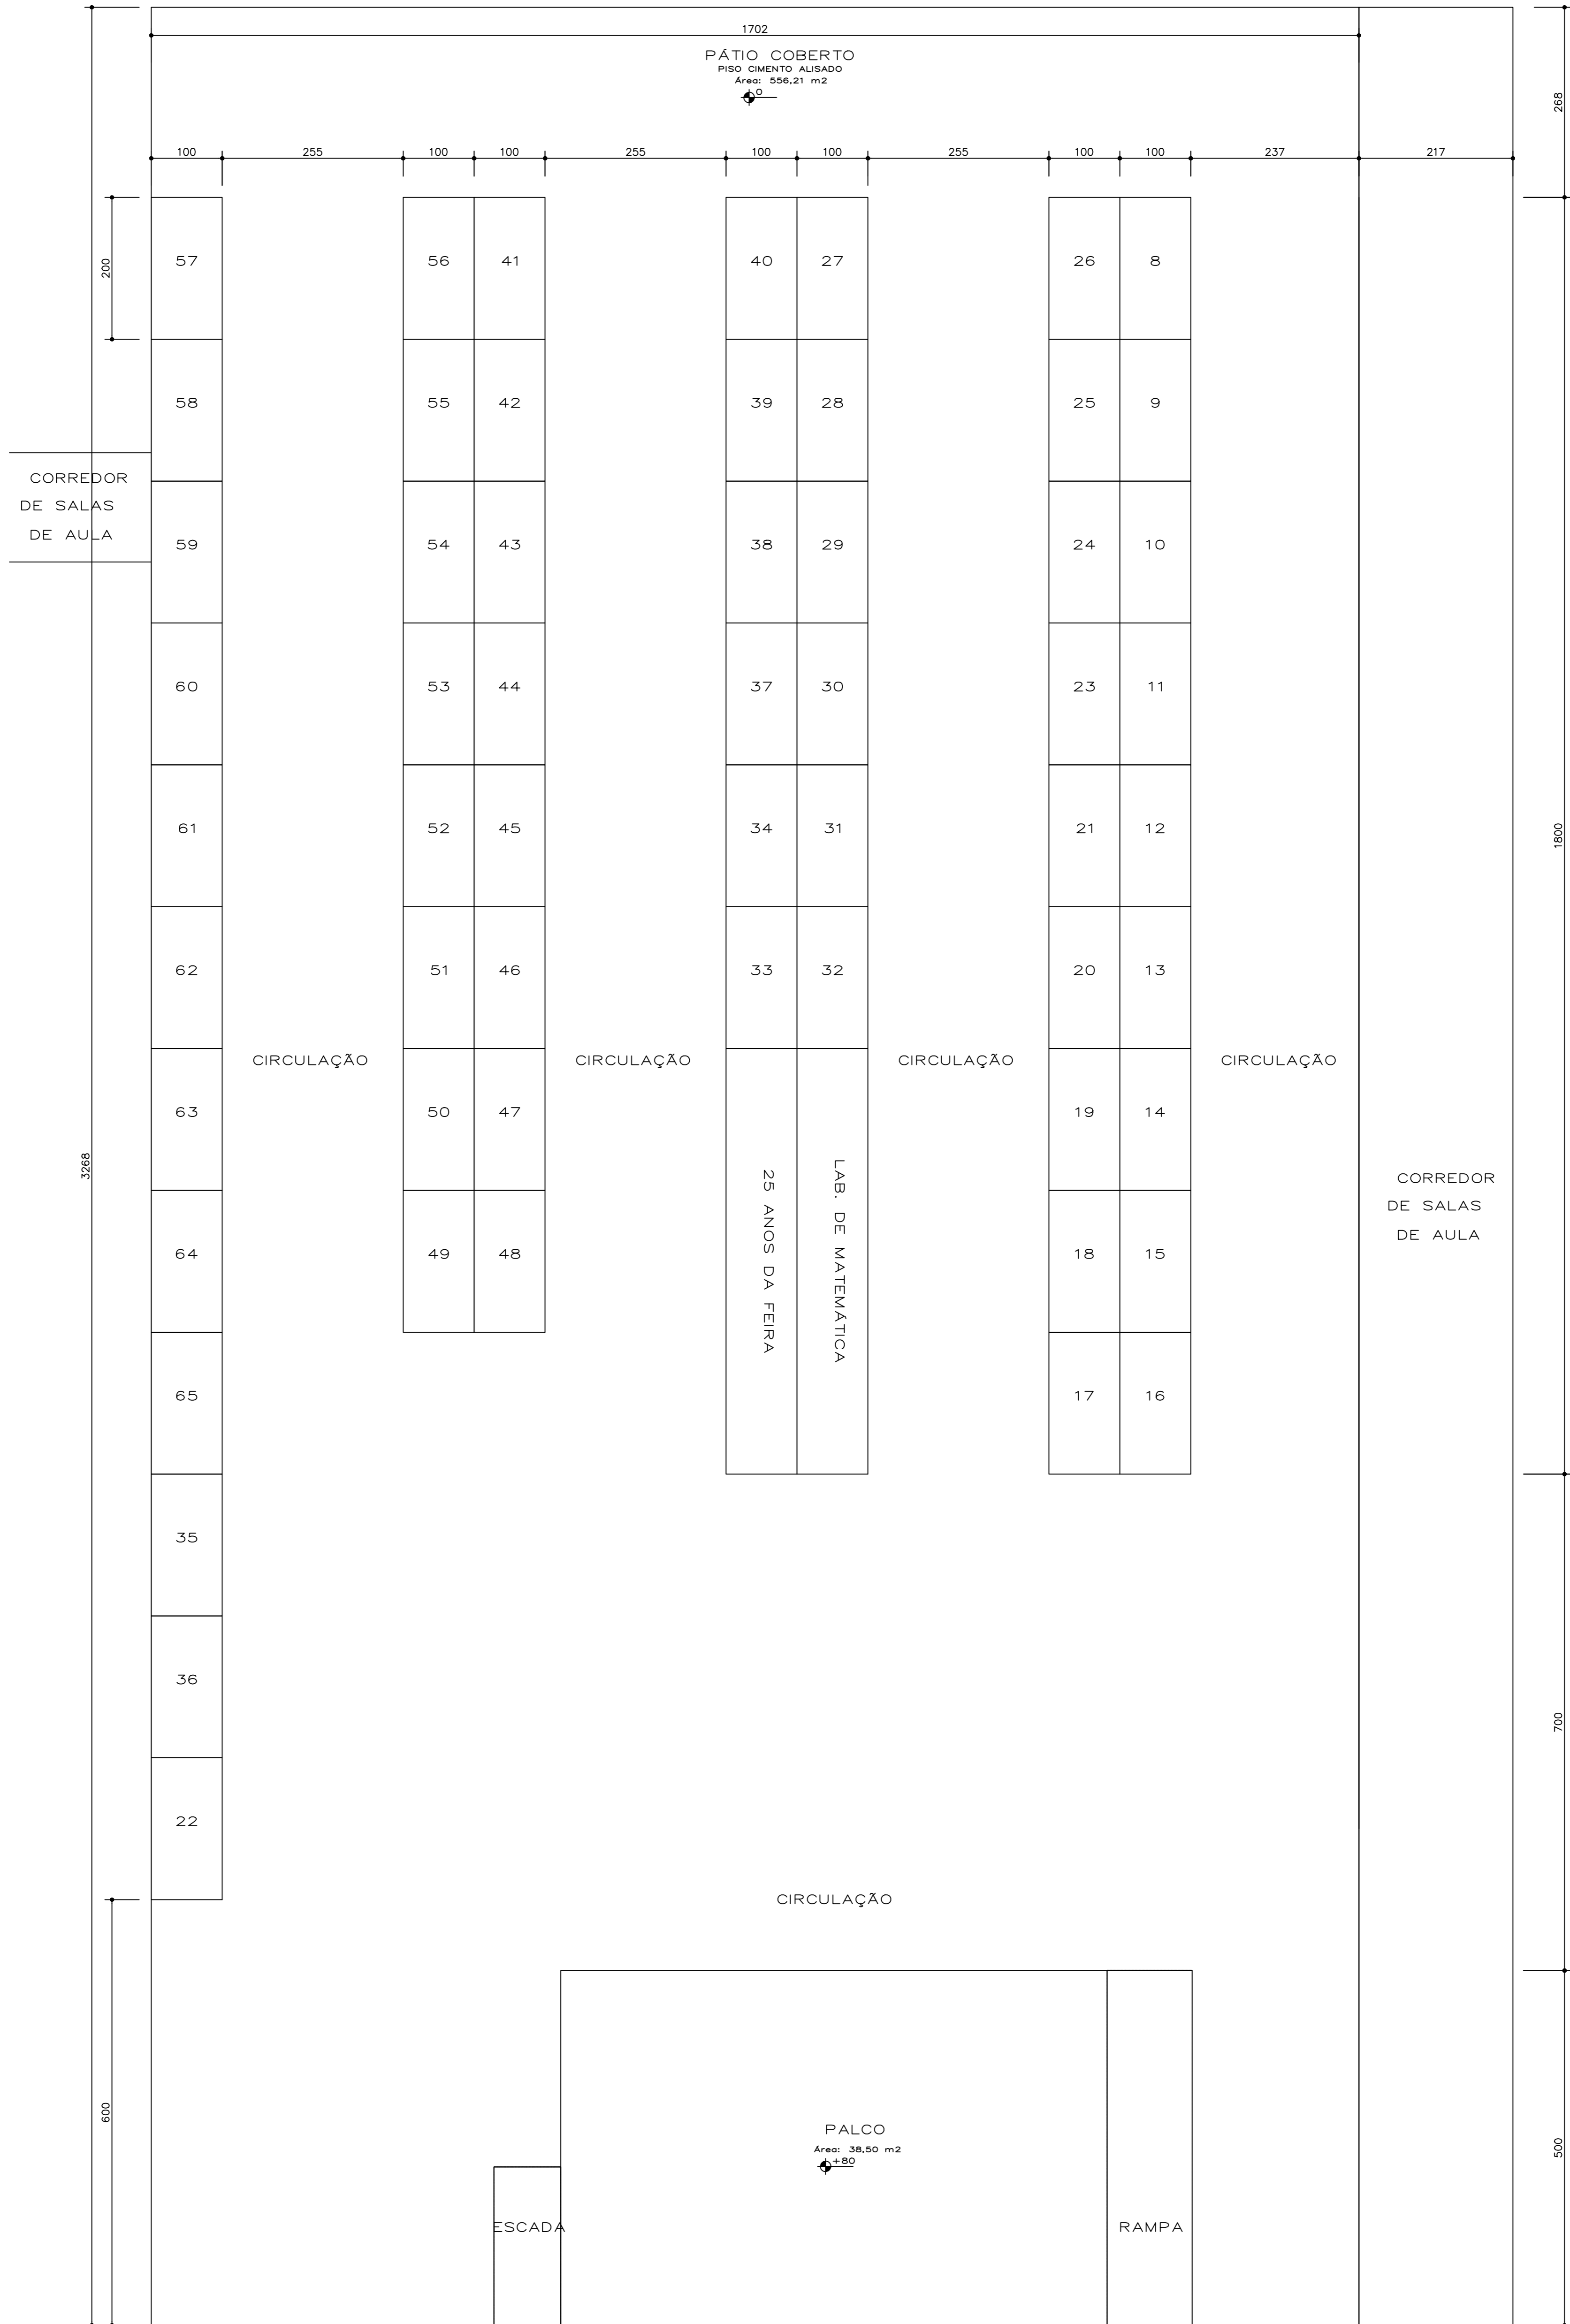 1702
PÁTIO COBERTO
PISO CIMENTO ALISADO
Área: 556,21 m2
0
268
100 255 100 100 255 100 100 255 100 100 237 217
200
57 56 41 40 27 26 8
58 55 42 39 28 25 9
CORREDOR
DE SALAS
DE AULA
59 54 43 38 29 24 10
60 53 44 37 30 23 11
61 52 45 34 31 21 12
1800
62 51 46 33 32 20 13
CIRCULAÇÃO CIRCULAÇÃO CIRCULAÇÃO CIRCULAÇÃO
63 50 47 19 14
3268
25 ANOS DA FEIRA
LAB. DE MATEMÁTICA
CORREDOR
DE SALAS
DE AULA
64 49 48 18 15
65 17 16
35
36
700
22
CIRCULAÇÃO
600
PALCO
Área: 38,50 m2
+80
500
ESCADA
RAMPA